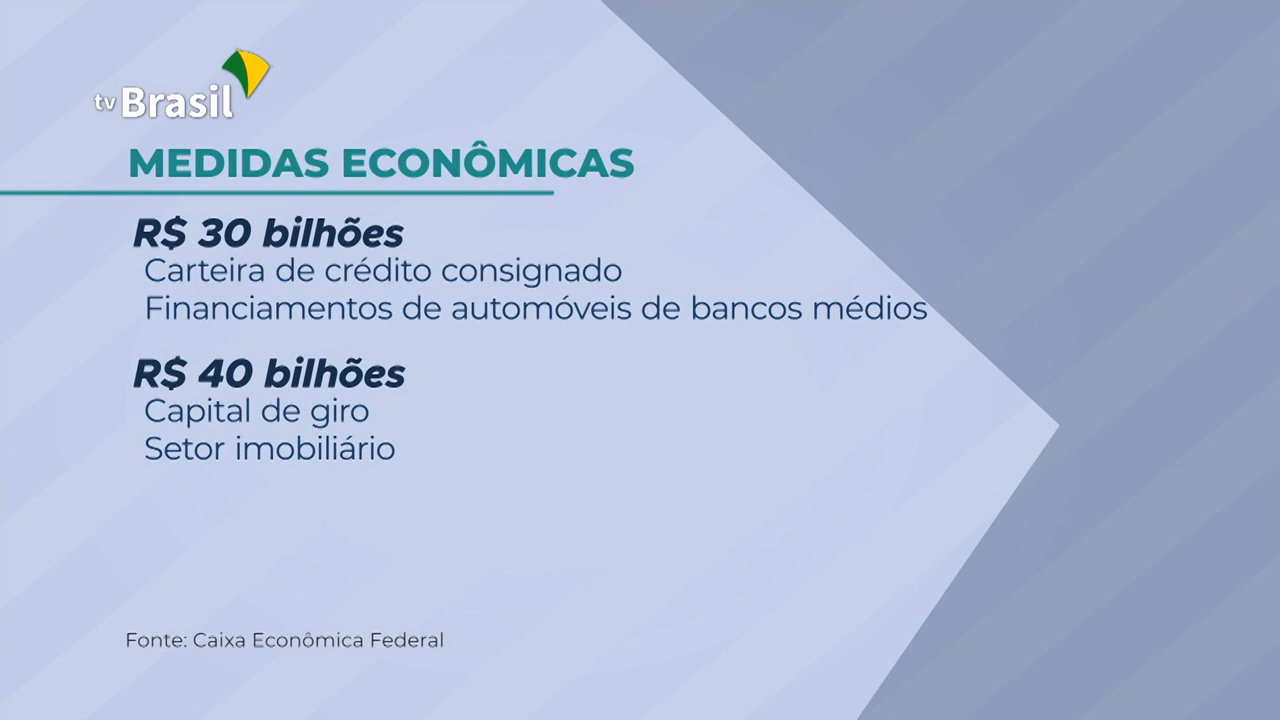 tv Brasil
MEDIDAS ECONÔMICAS
R$ 30 bilhões
Carteira de crédito consignado
Financiamentos de automóveis de bancos médios
R$ 40 bilhões
Capital de giro
Setor imobiliário
Fonte: Caixa Econômica Federal